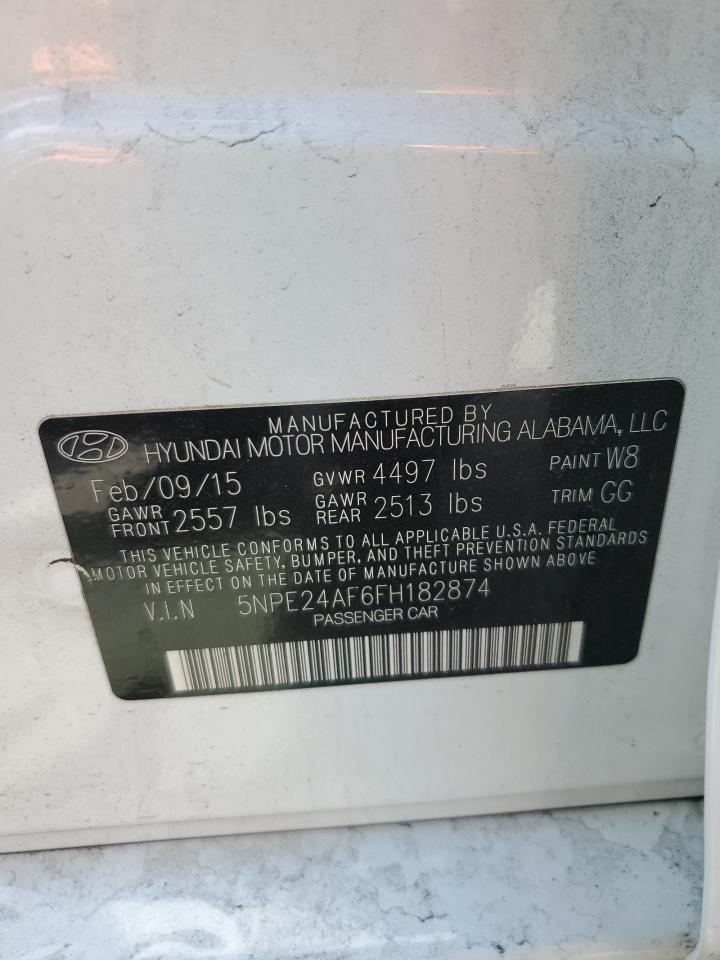 MANUFACTURED BY
HYUNDAI MOTOR MANUFACTURING ALABAMA, LLC
Feb/09/15 GVWR 4497 lbs PAINT W8
GAWR FRONT 2557 lbs GAWR REAR 2513 lbs TRIM GG
THIS VEHICLE CONFORMS TO ALL APPLICABLE U.S.A. FEDERAL
MOTOR VEHICLE SAFETY, BUMPER, AND THEFT PREVENTION STANDARDS
IN EFFECT ON THE DATE OF MANUFACTURE SHOWN ABOVE
V.I.N 5NPE24AF6FH182874
PASSENGER CAR